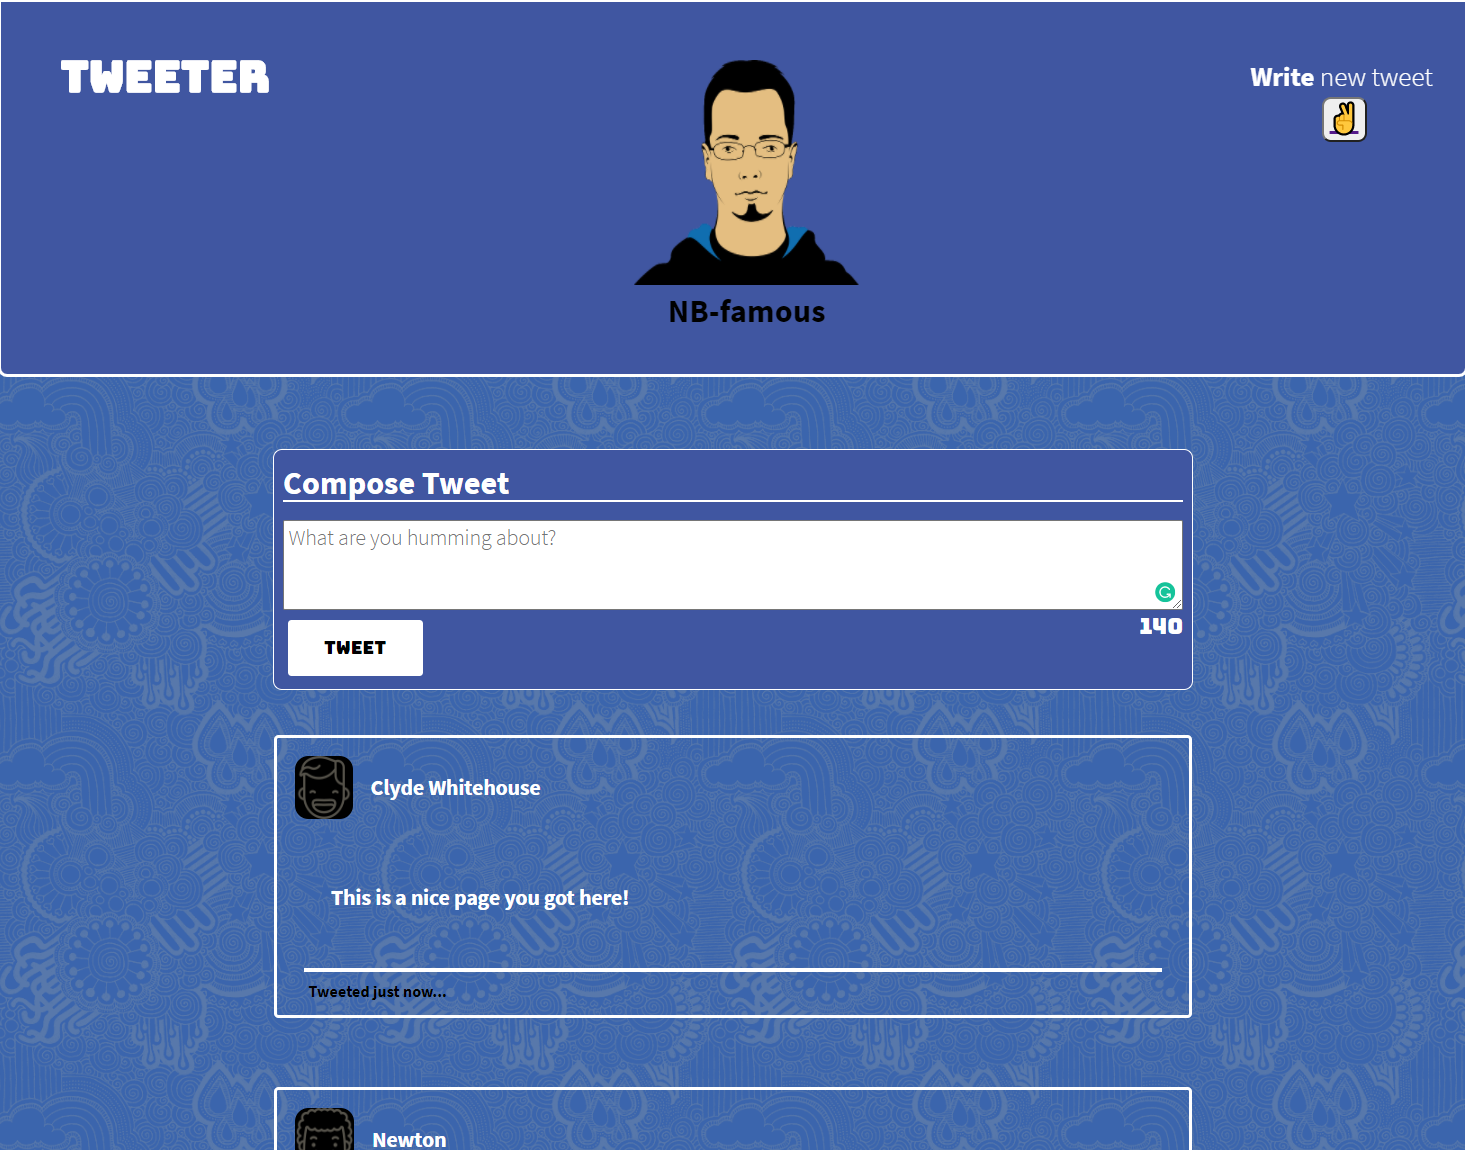 TWEETER
Write new tweet
NB-famous
Compose Tweet
What are you humming about?
TWEET
140
Clyde Whitehouse
This is a nice page you got here!
Tweeted just now...
Newton